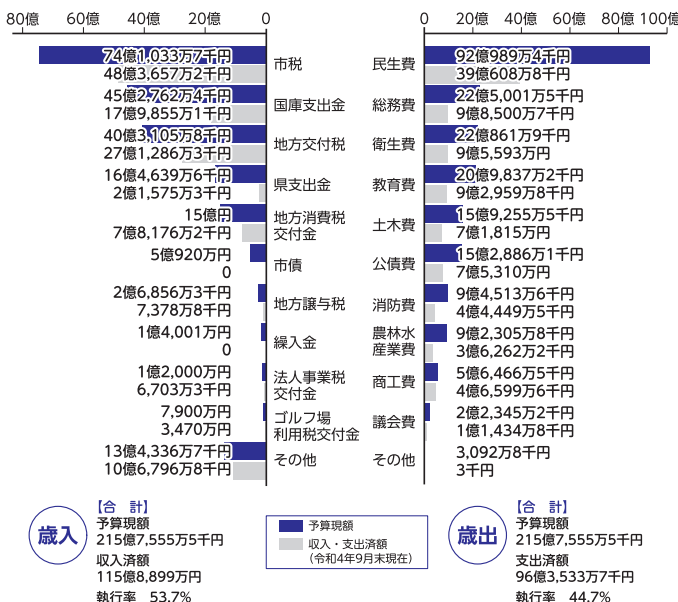 80億 60億 40億 20億 0
0 20億 40億 60億 80億 100億
74億1,033万7千円
48億3,657万2千円
市税
45億2,762万4千円
17億9,855万1千円
国庫支出金
40億3,105万8千円
27億1,286万3千円
地方交付税
16億4,639万6千円
2億1,575万3千円
県支出金
15億円
7億8,176万2千円
地方消費税
交付金
5億920万円
0
市債
2億6,856万3千円
7,378万8千円
地方譲与税
1億4,001万円
0
繰入金
1億2,000万円
6,703万3千円
法人事業税
交付金
7,900万円
3,470万円
ゴルフ場
利用税交付金
13億4,336万7千円
10億6,796万8千円
その他
民生費
92億989万4千円
39億608万8千円
総務費
22億5,001万5千円
9億8,500万7千円
衛生費
22億861万9千円
9億5,593万円
教育費
20億9,837万2千円
9億2,959万8千円
土木費
15億9,255万5千円
7億1,815万円
公債費
15億2,886万1千円
7億5,310万円
消防費
9億4,513万6千円
4億4,449万5千円
農林水
産業費
9億2,305万8千円
3億6,262万2千円
商工費
5億6,466万5千円
4億6,599万6千円
議会費
2億2,345万2千円
1億1,434万8千円
その他
3,092万8千円
3千円
歳入
【合 計】
予算現額
215億7,555万5千円
収入済額
115億8,899万円
執行率 53.7%
予算現額
収入・支出済額
(令和4年9月末現在)
歳出
【合 計】
予算現額
215億7,555万5千円
支出済額
96億3,533万7千円
執行率 44.7%